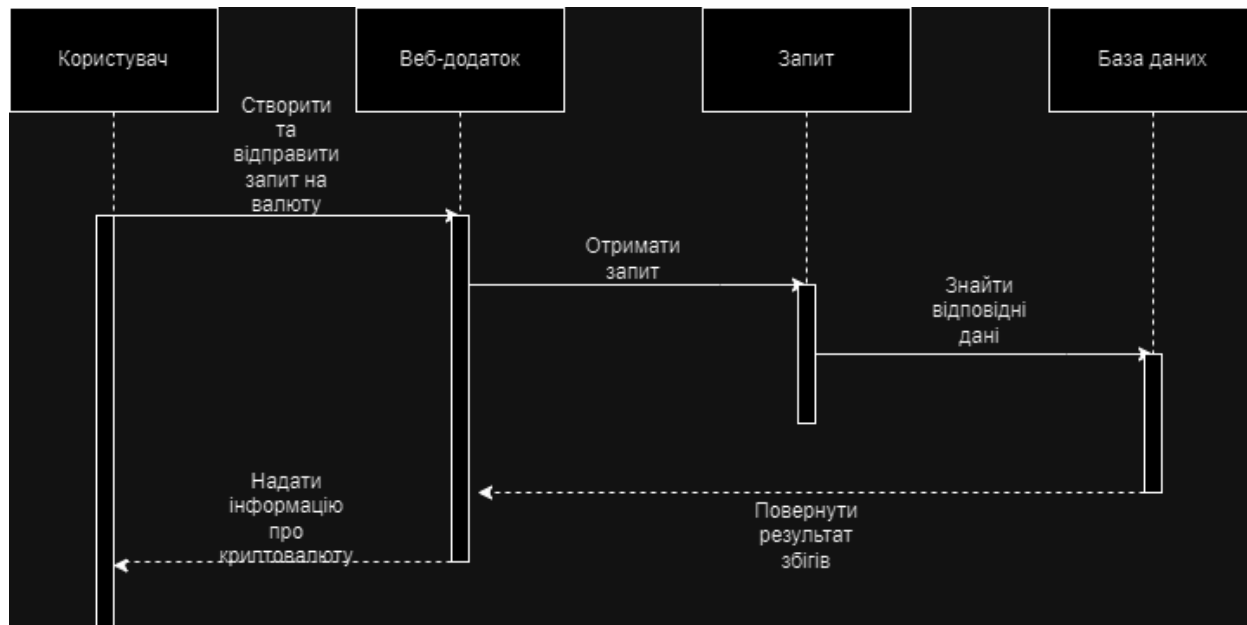 Користувач
Веб-додаток
Запит
База даних
Створити
та
відправити
запит на
валюту
Отримати
запит
Знайти
відповідні
дані
Повернути
результат
збігів
Надати
інформацію
про
криптовалюту